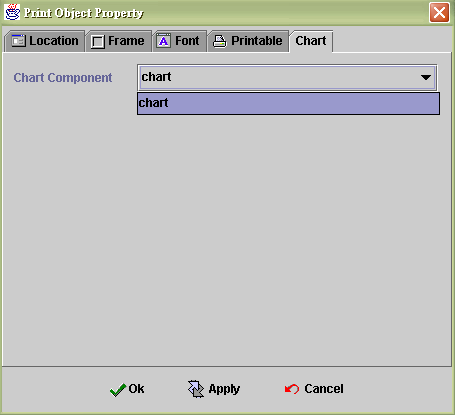 Print Object Property
Location Frame Font Printable Chart
Chart Component chart
chart
Ok Apply Cancel